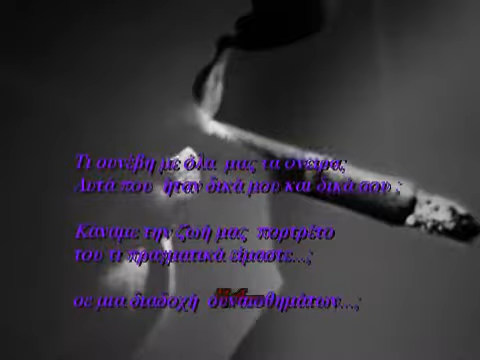 Τι συνέβη με όλα μας τα όνειρα;
Αυτά που ήταν δικά μου και δικά σου ;
Κάναμε την ζωή μας πορτρέτο
του τι πραγματικά είμαστε...;
σε μια διαδοχή συναισθημάτων...;